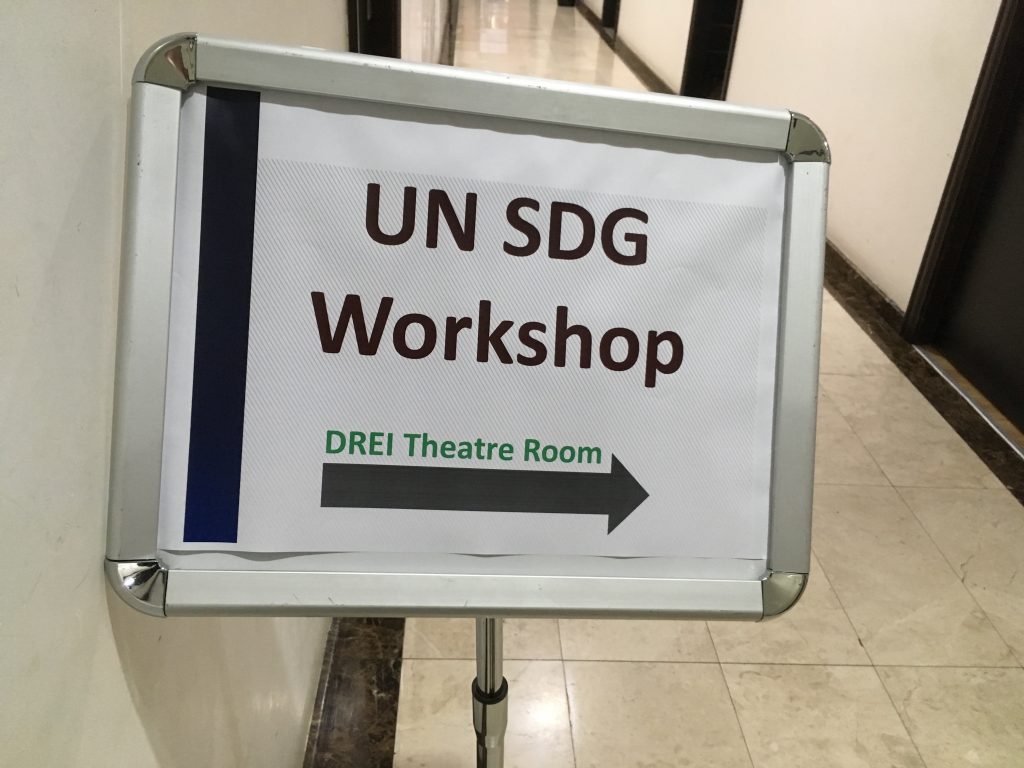 UN SDG
Workshop
DREI Theatre Room